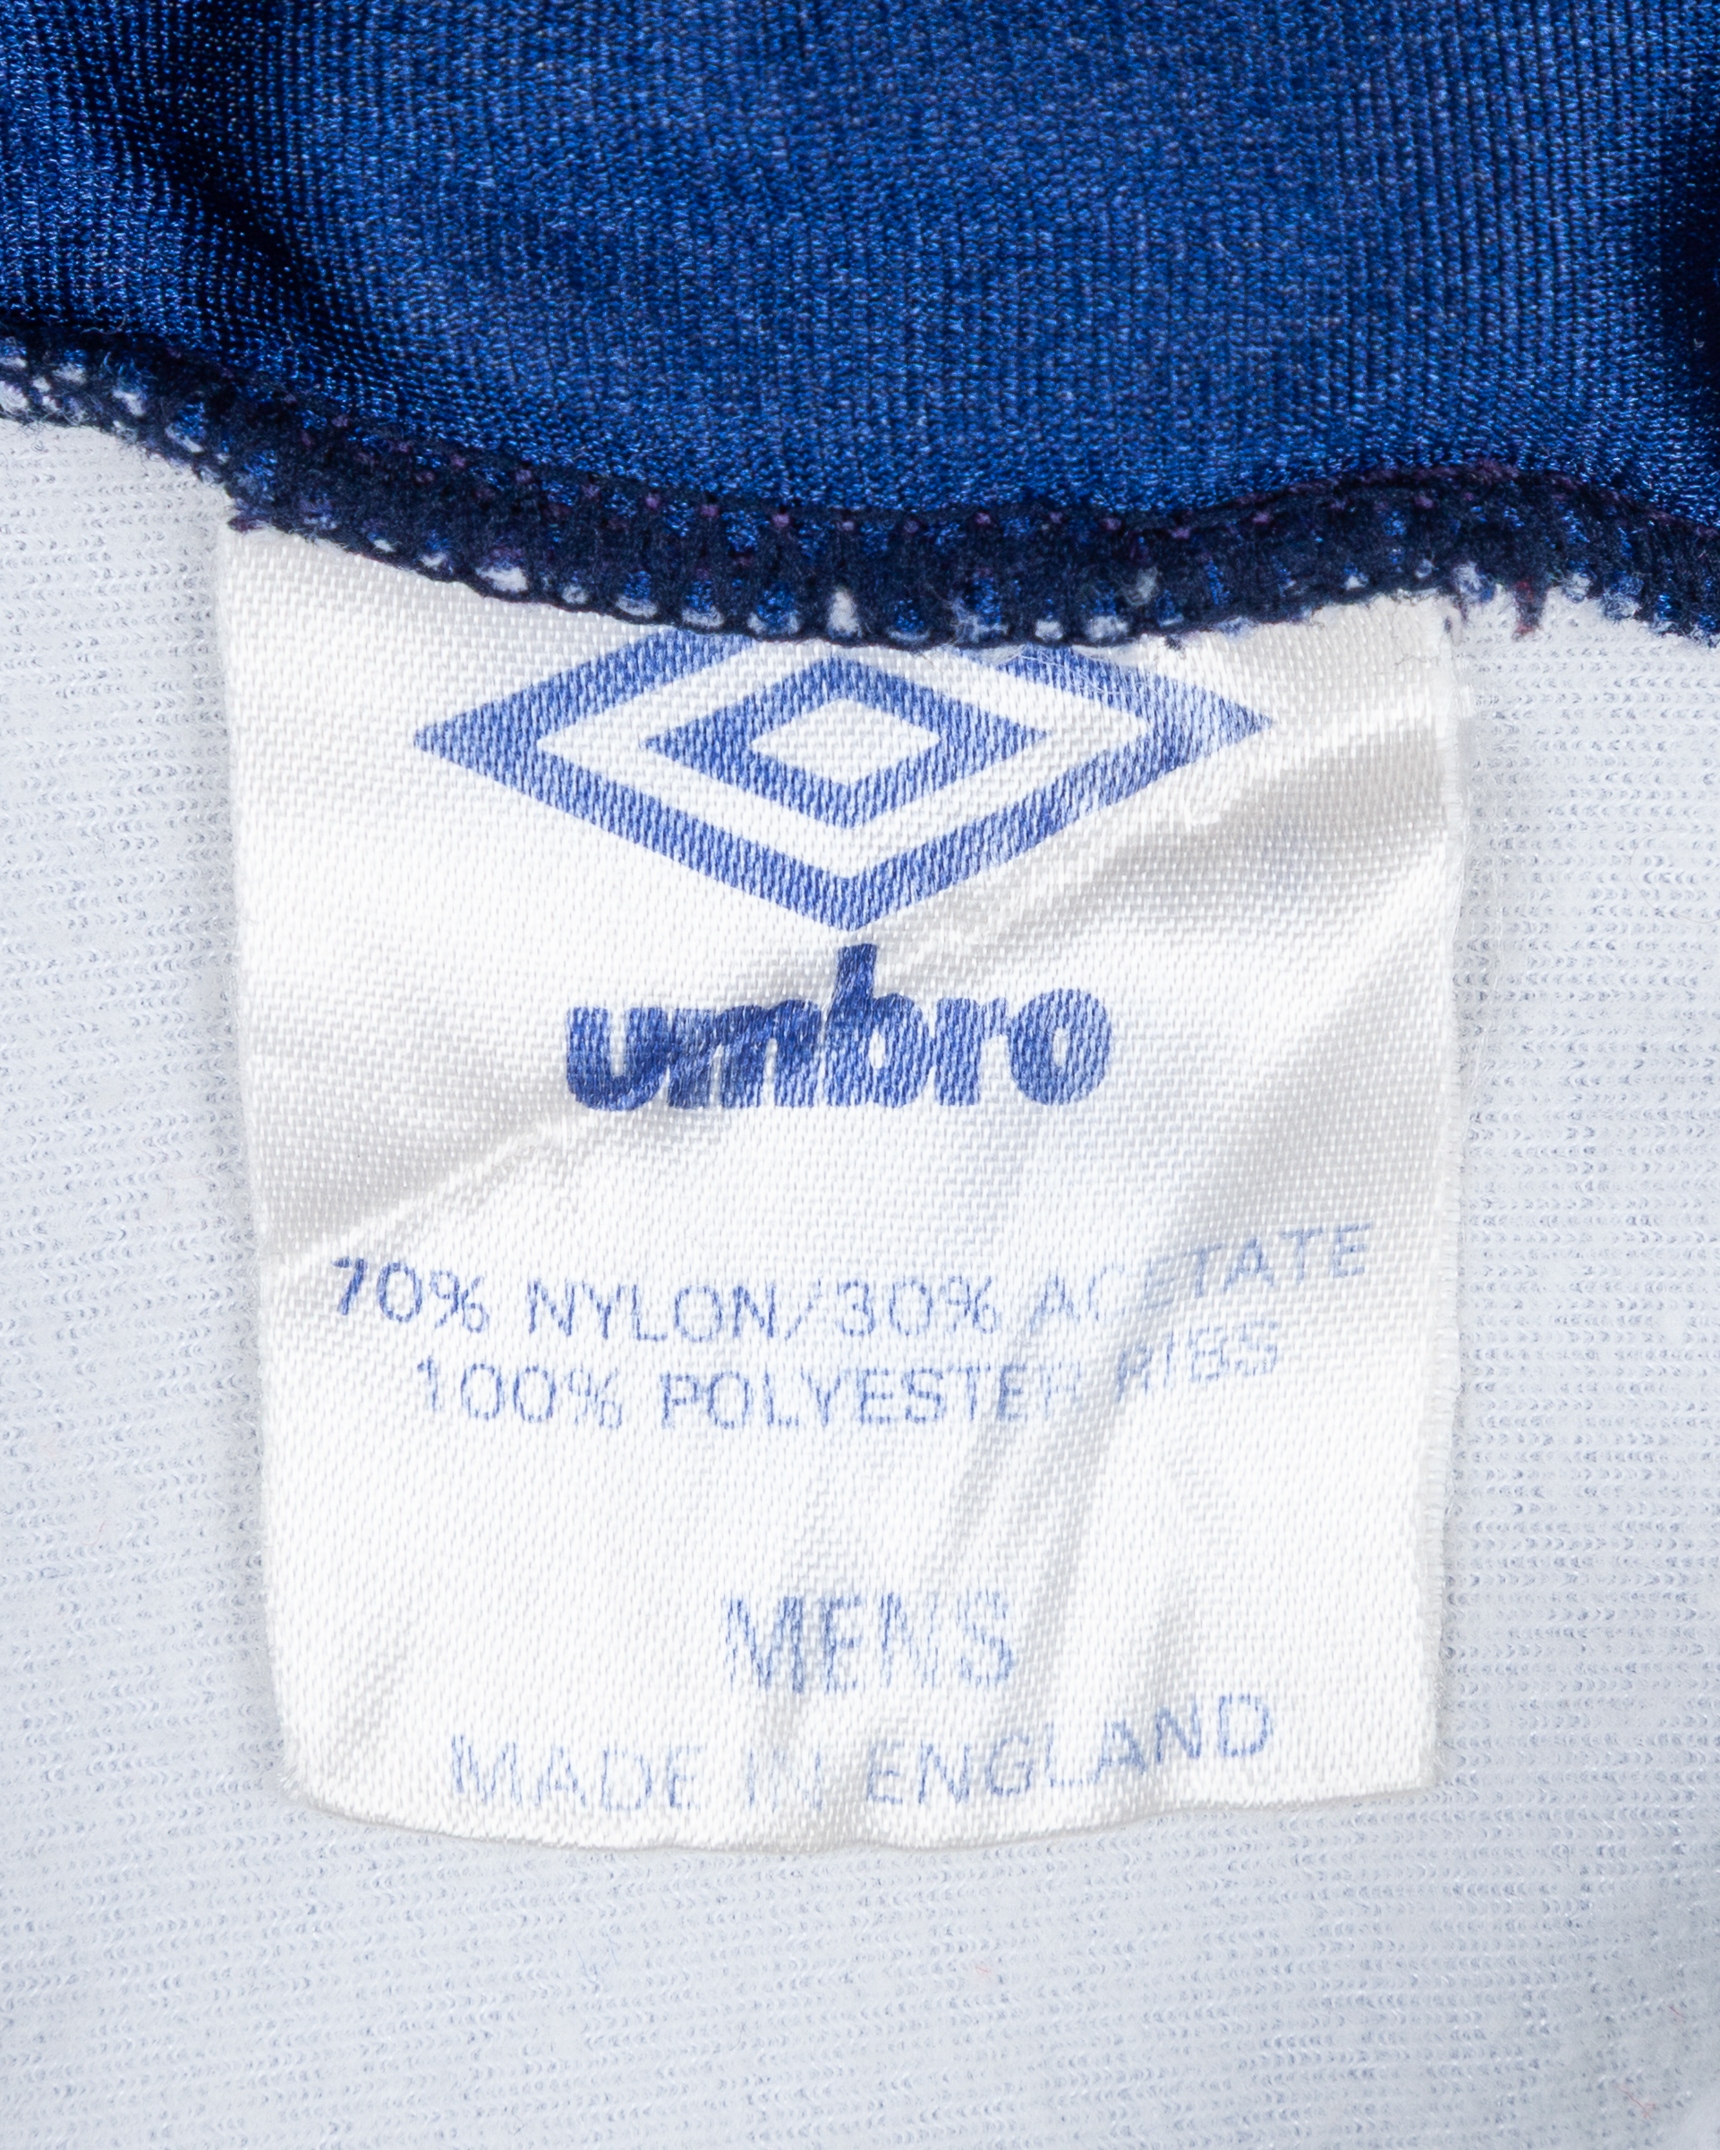 umbro
70% NYLON/30% ACETATE
100% POLYESTER RIBS
MENS
MADE IN ENGLAND